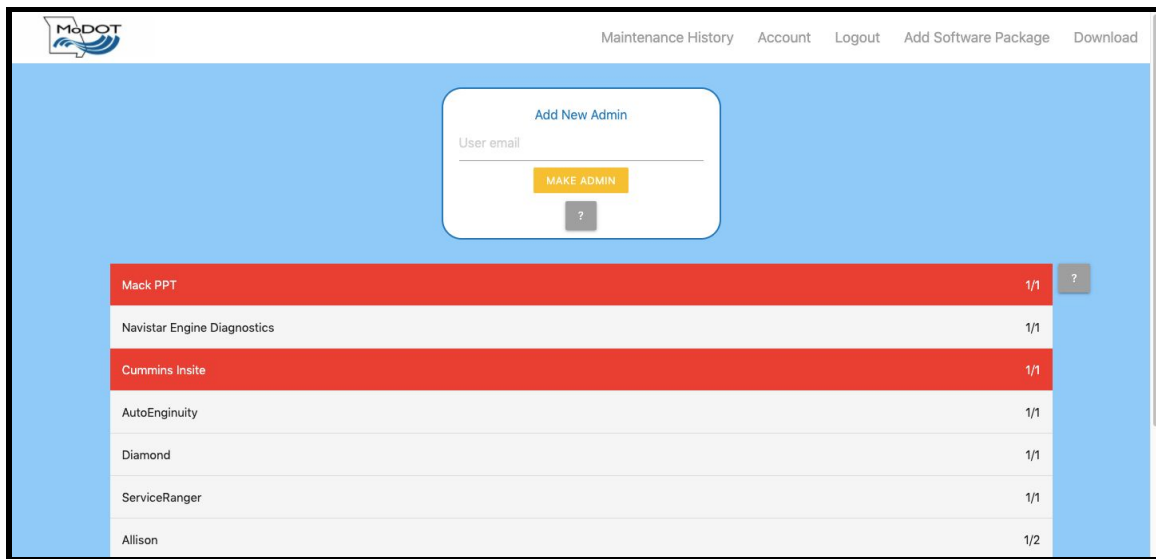 MoDOT
Maintenance History Account Logout Add Software Package Download
Add New Admin
User email
MAKE ADMIN
?
Mack PPT 1/1
?
Navistar Engine Diagnostics 1/1
Cummins Insite 1/1
AutoEnginuity 1/1
Diamond 1/1
ServiceRanger 1/1
Allison 1/2